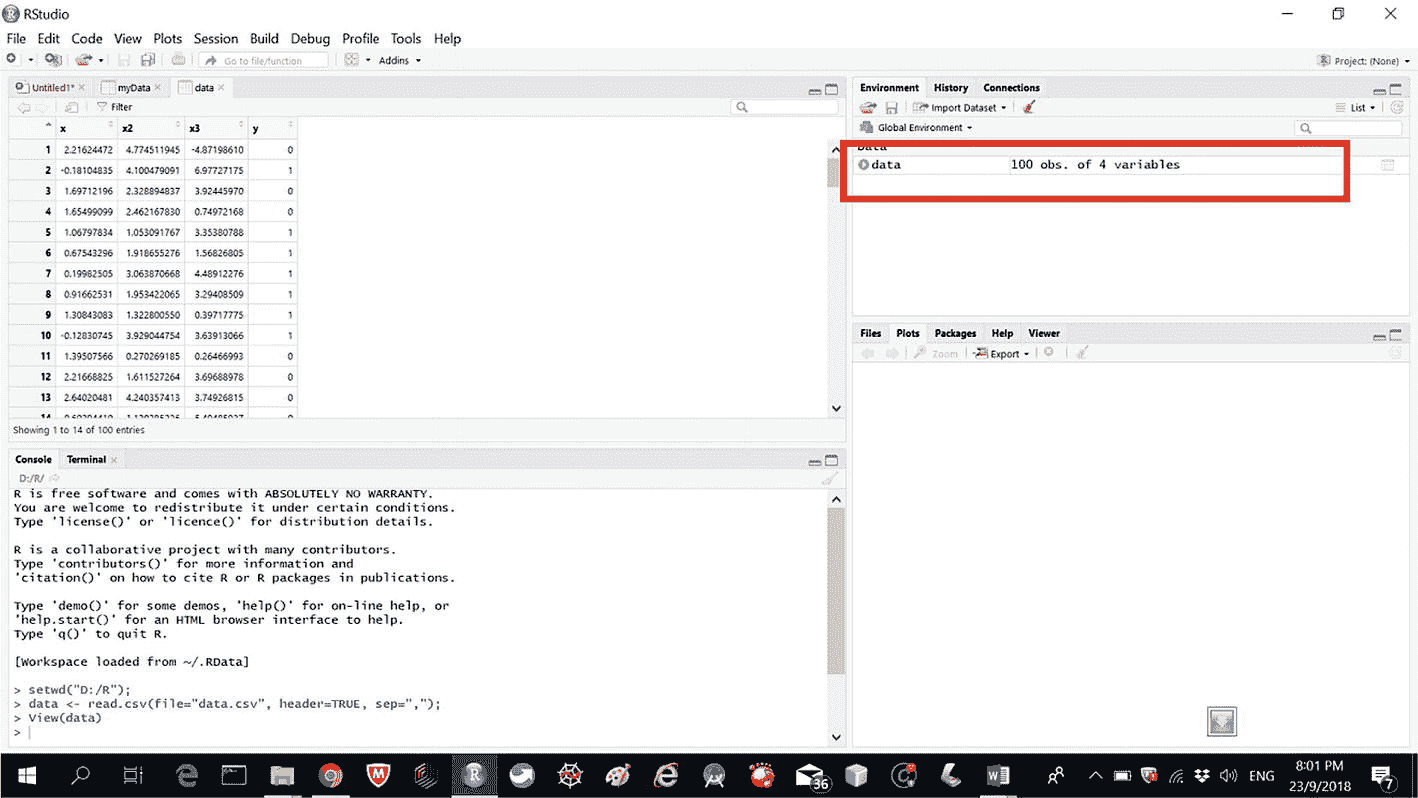 RStudio
File Edit Code View Plots Session Build Debug Profile Tools Help
Go to file/function Addins Project: (None)
Untitled1* myData data
Filter
x x2 x3 y
1 2.21624472 4.774511945 -4.87198610 0
2 -0.18104835 4.100479091 6.97727175 1
3 1.69712196 2.328894837 3.92445970 0
4 1.65499099 2.462167830 0.74972168 0
5 1.06797834 1.053091767 3.35380788 1
6 0.67543296 1.918655276 1.56826805 1
7 0.19982505 3.063870668 4.48912276 1
8 0.91662531 1.953422065 3.29408509 1
9 1.30843083 1.322800550 0.39717775 1
10 -0.12830745 3.929044754 3.63913066 1
11 1.39507566 0.270269185 0.26466993 0
12 2.21668825 1.611527264 3.69688978 0
13 2.64020481 4.240357413 3.74926815 0
14
Showing 1 to 14 of 100 entries
Console Terminal
D:/R/
R is free software and comes with ABSOLUTELY NO WARRANTY.
You are welcome to redistribute it under certain conditions.
Type 'license()' or 'licence()' for distribution details.
R is a collaborative project with many contributors.
Type 'contributors()' for more information and
'citation()' on how to cite R or R packages in publications.
Type 'demo()' for some demos, 'help()' for on-line help, or
'help.start()' for an HTML browser interface to help.
Type 'q()' to quit R.
[Workspace loaded from ~/.RData]
> setwd("D:/R");
> data <- read.csv(file="data.csv", header=TRUE, sep=",");
> View(data)
>
Environment History Connections
Import Dataset List
Global Environment
Data
data 100 obs. of 4 variables
Files Plots Packages Help Viewer
Zoom Export
36 ENG 8:01 PM 7
23/9/2018